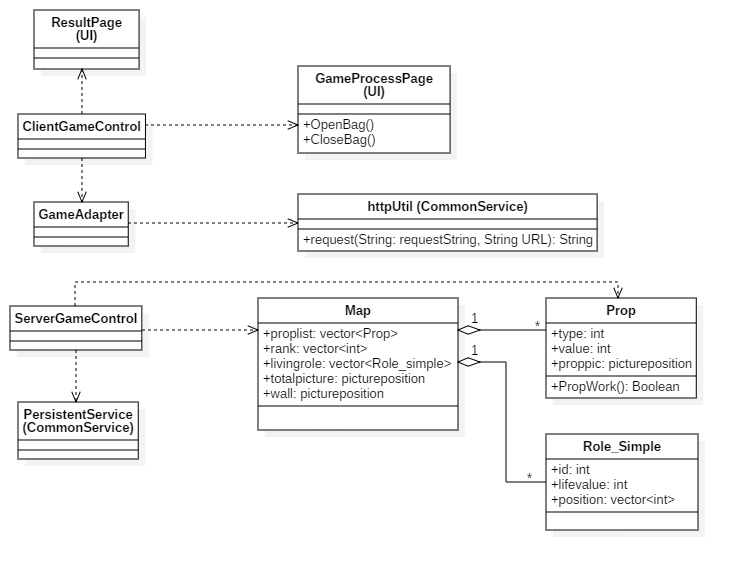 ResultPage
(UI)
GameProcessPage
(UI)
+OpenBag()
+CloseBag()
ClientGameControl
GameAdapter
httpUtil (CommonService)
+request(String: requestString, String URL): String
ServerGameControl
Map
+proplist: vector<Prop>
+rank: vector<int>
+livingrole: vector<Role_simple>
+totalpicture: pictureposition
+wall: pictureposition
1
*
1
*
Prop
+type: int
+value: int
+proppic: pictureposition
+PropWork(): Boolean
PersistentService
(CommonService)
Role_Simple
+id: int
+lifevalue: int
+position: vector<int>